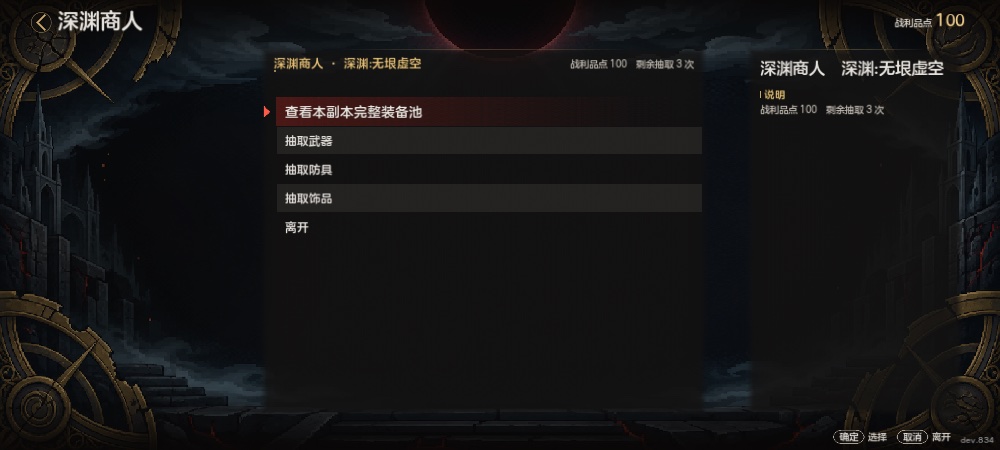 深渊商人
战利品点 100
深渊商人 · 深渊:无垠虚空
战利品点 100 剩余抽取 3 次
查看本副本完整装备池
抽取武器
抽取防具
抽取饰品
离开
深渊商人 深渊:无垠虚空
说明
战利品点 100 剩余抽取 3 次
确定 选择 取消 离开
dev.834